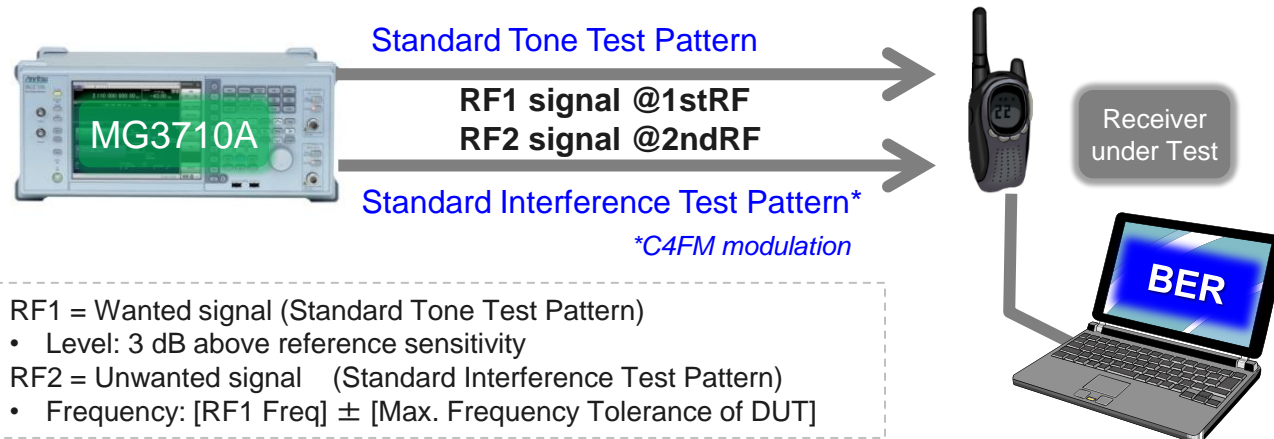 Standard Tone Test Pattern
RF1 signal @1stRF
RF2 signal @2ndRF
MG3710A
Standard Interference Test Pattern*
*C4FM modulation
Receiver
under Test
BER
RF1 = Wanted signal (Standard Tone Test Pattern)
• Level: 3 dB above reference sensitivity
RF2 = Unwanted signal (Standard Interference Test Pattern)
• Frequency: [RF1 Freq] ± [Max. Frequency Tolerance of DUT]